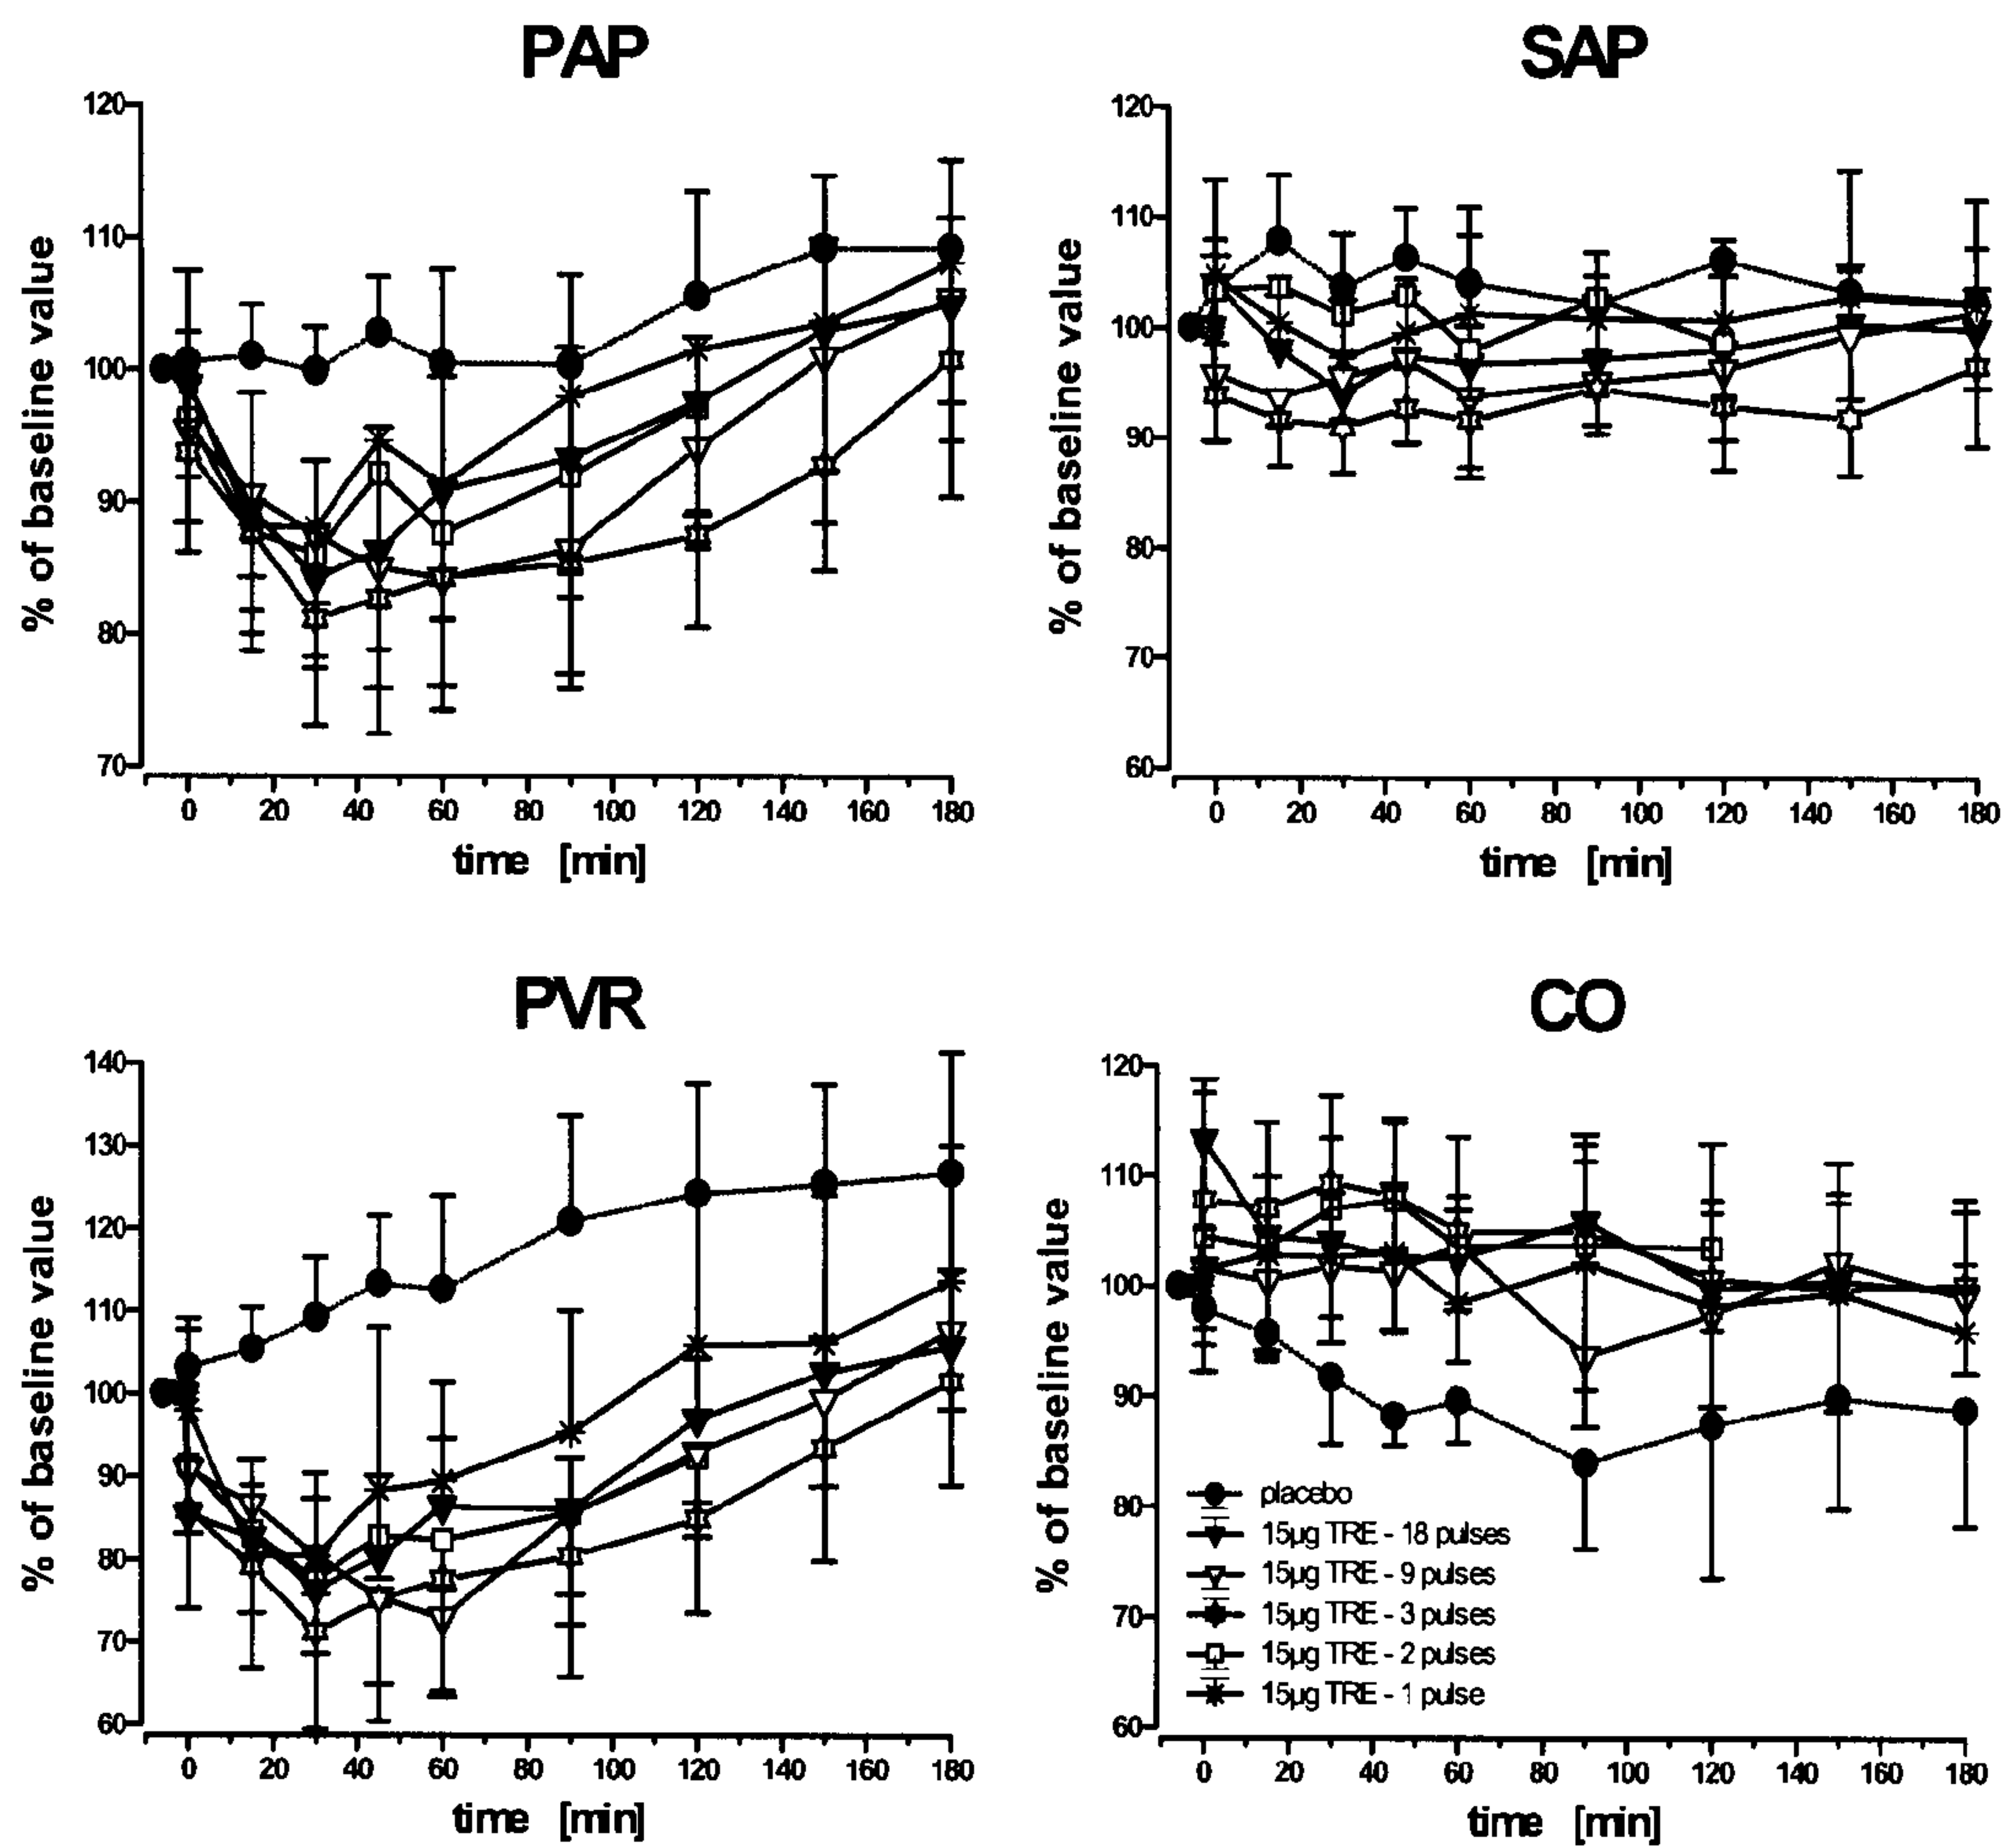 PAP
% of baseline value
120
110
100
90
80
70
0 20 40 60 80 100 120 140 160 180
time [min]
SAP
% of baseline value
120
110
100
90
80
70
60
0 20 40 60 80 100 120 140 160 180
time [min]
PVR
% of baseline value
140
130
120
110
100
90
80
70
60
0 20 40 60 80 100 120 140 160 180
time [min]
CO
% of baseline value
120
110
100
90
80
70
60
placebo
15µg TRE - 18 pulses
15µg TRE - 9 pulses
15µg TRE - 3 pulses
15µg TRE - 2 pulses
15µg TRE - 1 pulse
0 20 40 60 80 100 120 140 160 180
time [min]